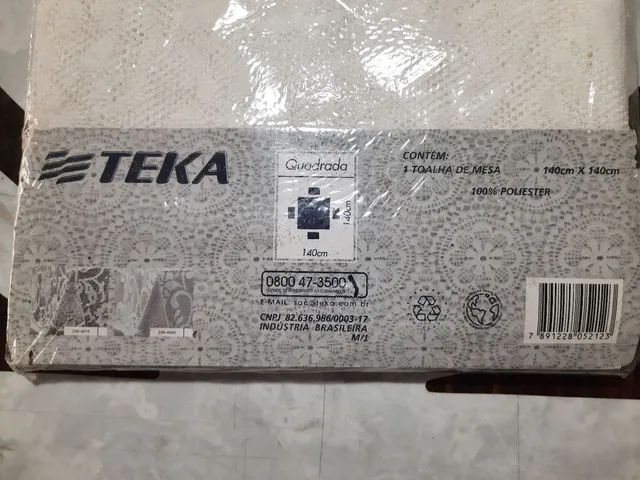 TEKA
Quadrada
140cm
140cm
CONTÉM:
1 TOALHA DE MESA 140cm X 140cm
100% POLIESTER
0800 47-3500
E-MAIL: sac@teka.com.br
CNPJ 82.636.986/0003-17
INDÚSTRIA BRASILEIRA
M/1
7 891228 052123